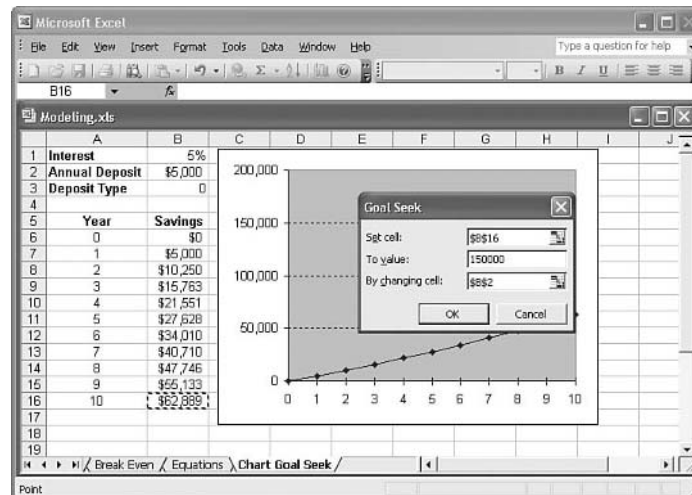 Microsoft Excel
File Edit View Insert Format Tools Data Window Help Type a question for help
Σ B I U
B16 fx
Modeling.xls
A B C D E F G H I J
1 Interest 5%
2 Annual Deposit $5,000
3 Deposit Type 0
4
5 Year Savings
6 0 $0
7 1 $5,000
8 2 $10,250
9 3 $15,763
10 4 $21,551
11 5 $27,628
12 6 $34,010
13 7 $40,710
14 8 $47,746
15 9 $55,133
16 10 $62,889
17
18
19
200,000
150,000
100,000
50,000
0
0 1 2 3 4 5 6 7 8 9 10
Goal Seek
Set cell: $B$16
To value: 150000
By changing cell: $B$2
OK Cancel
Break Even / Equations \ Chart Goal Seek /
Point